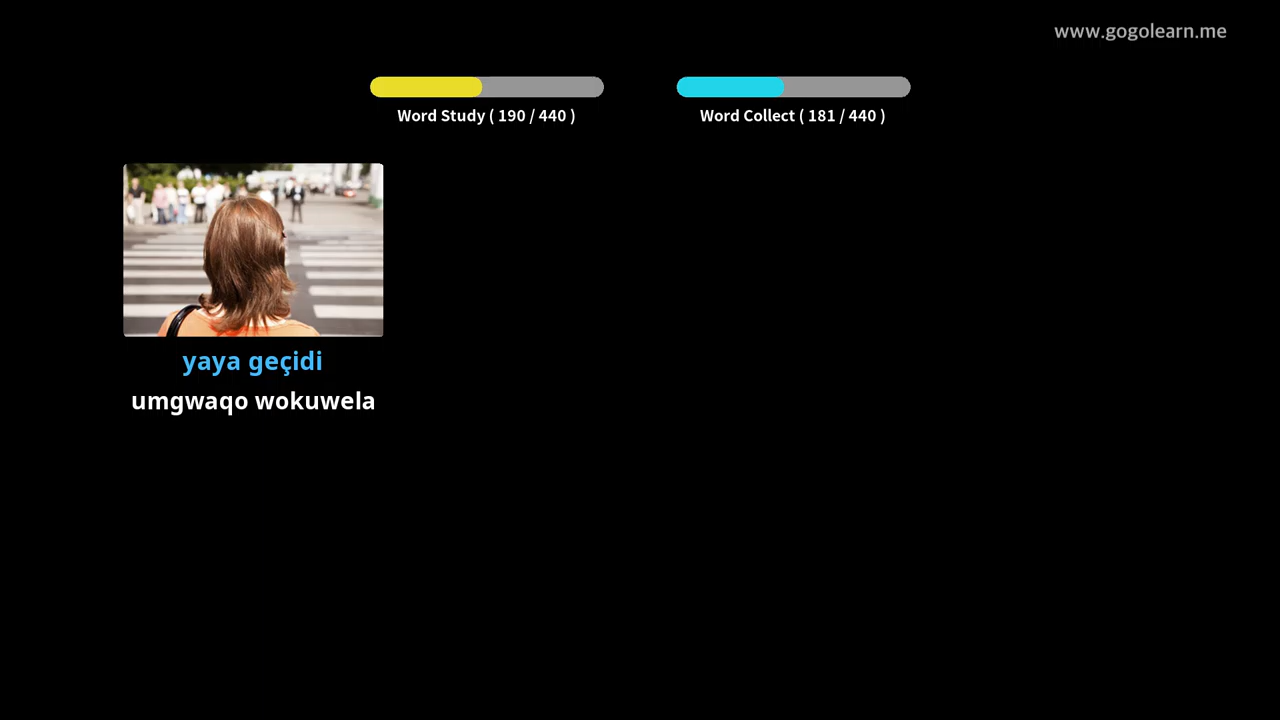 www.gogolearn.me
Word Study ( 190 / 440 )
Word Collect ( 181 / 440 )
yaya geçidi
umgwaqo wokuwela